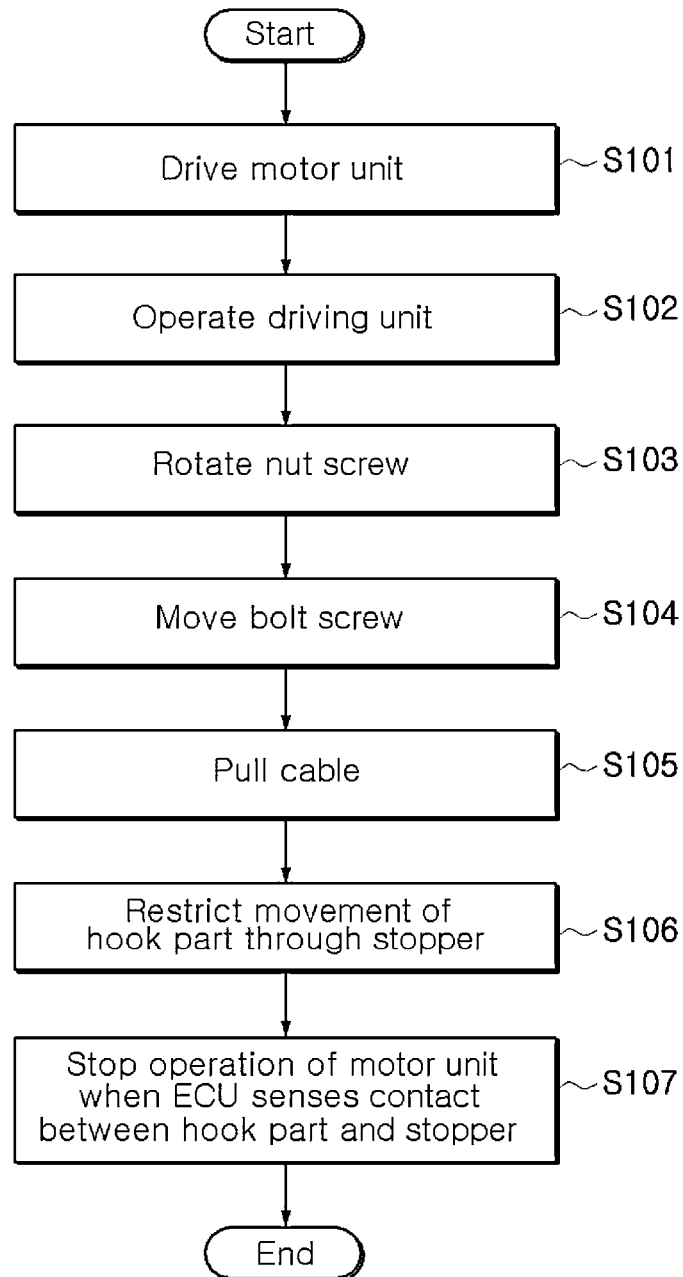 Start
Drive motor unit
S101
Operate driving unit
S102
Rotate nut screw
S103
Move bolt screw
S104
Pull cable
S105
Restrict movement of
hook part through stopper
S106
Stop operation of motor unit
when ECU senses contact
between hook part and stopper
S107
End